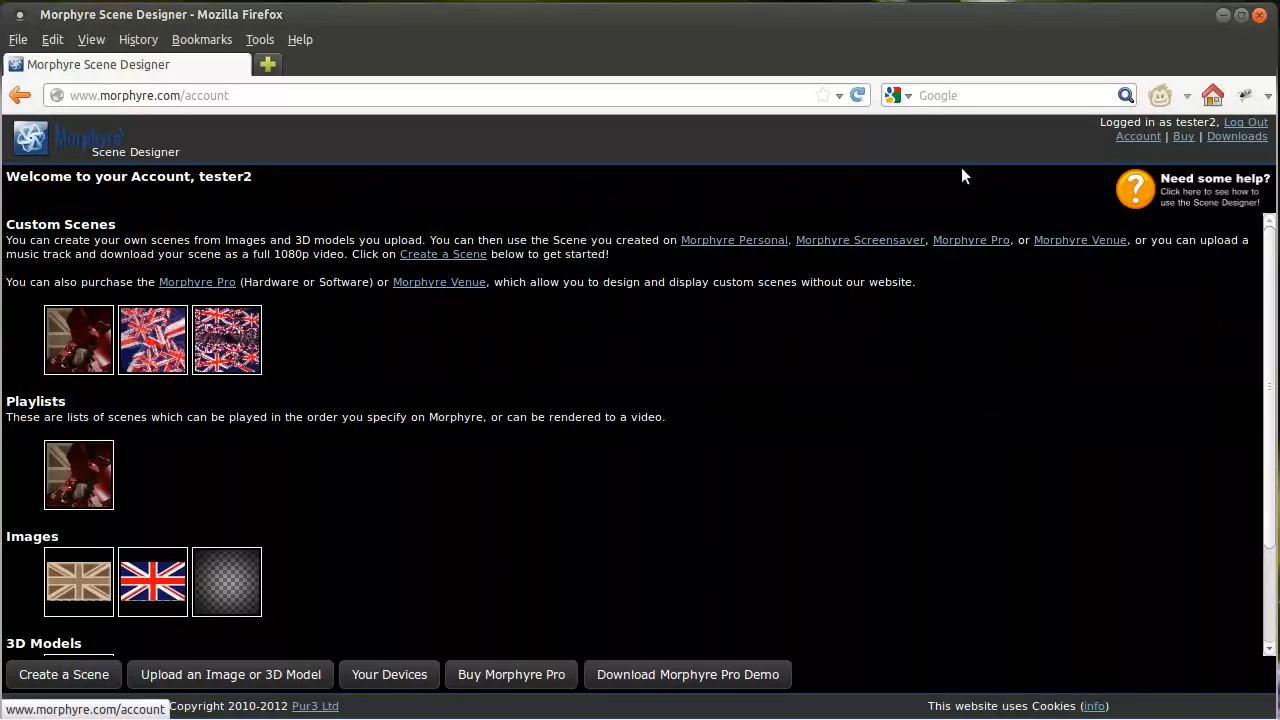 Morphyre Scene Designer - Mozilla Firefox
File Edit View History Bookmarks Tools Help
Morphyre Scene Designer
www.morphyre.com/account
Google
Morphyre
Scene Designer
Logged in as tester2, Log Out
Account | Buy | Downloads
Welcome to your Account, tester2
Need some help?
Click here to see how to
use the Scene Designer!
Custom Scenes
You can create your own scenes from Images and 3D models you upload. You can then use the Scene you created on Morphyre Personal, Morphyre Screensaver, Morphyre Pro, or Morphyre Venue, or you can upload a
music track and download your scene as a full 1080p video. Click on Create a Scene below to get started!
You can also purchase the Morphyre Pro (Hardware or Software) or Morphyre Venue, which allow you to design and display custom scenes without our website.
Playlists
These are lists of scenes which can be played in the order you specify on Morphyre, or can be rendered to a video.
Images
3D Models
Create a Scene Upload an Image or 3D Model Your Devices Buy Morphyre Pro Download Morphyre Pro Demo
www.morphyre.com/account Copyright 2010-2012 Pur3 Ltd This website uses Cookies (info)